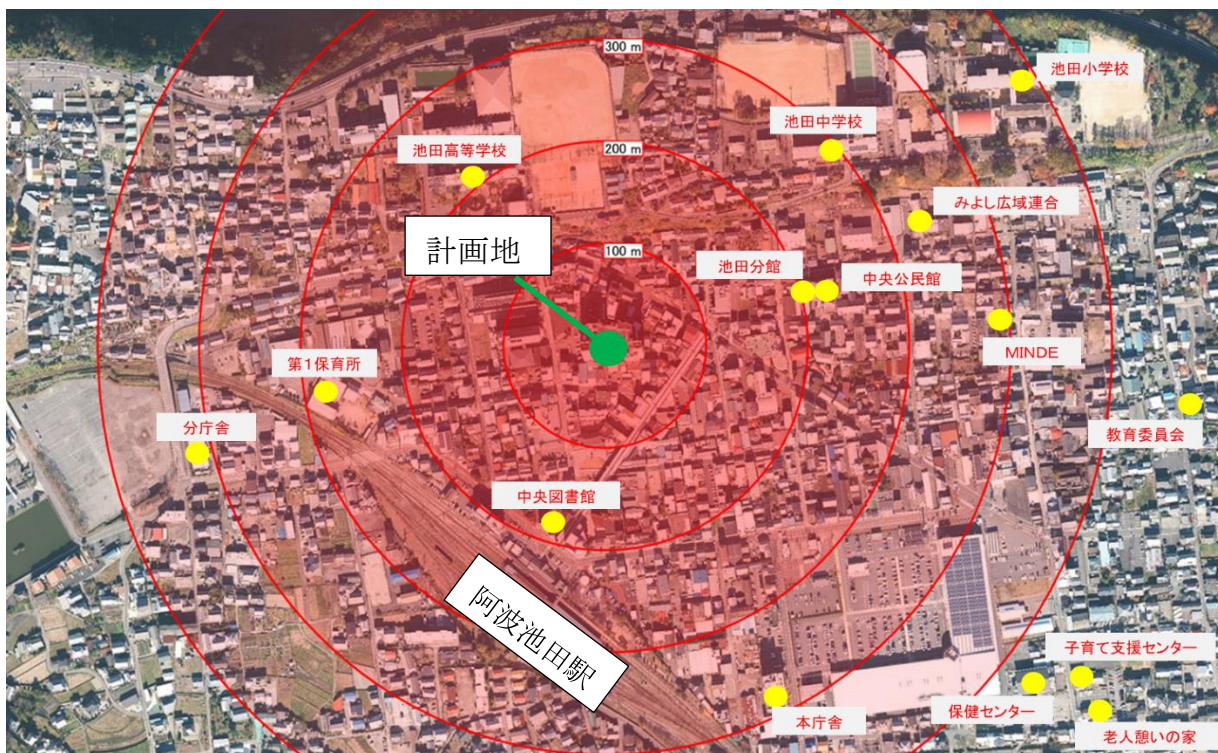 300 m
池田小学校
池田中学校
池田高等学校
200 m
みよし広域連合
計画地
100 m
池田分館
中央公民館
第1保育所
MINDE
分庁舎
教育委員会
中央図書館
阿波池田駅
子育て支援センター
本庁舎
保健センター
老人憩いの家